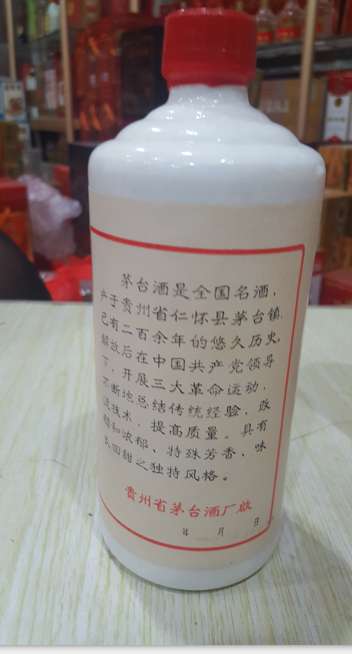 茅台酒是全国名酒，
产于贵州省仁怀县茅台镇，
已有二百余年的悠久历史，
解放后在中国共产党领导
下，开展三大革命运动，
不断地总结传统经验，改
进技术，提高质量。具有
醇和浓郁、特殊芳香，味
长回甜之独特风格。
贵州省茅台酒厂啟
年 月 日